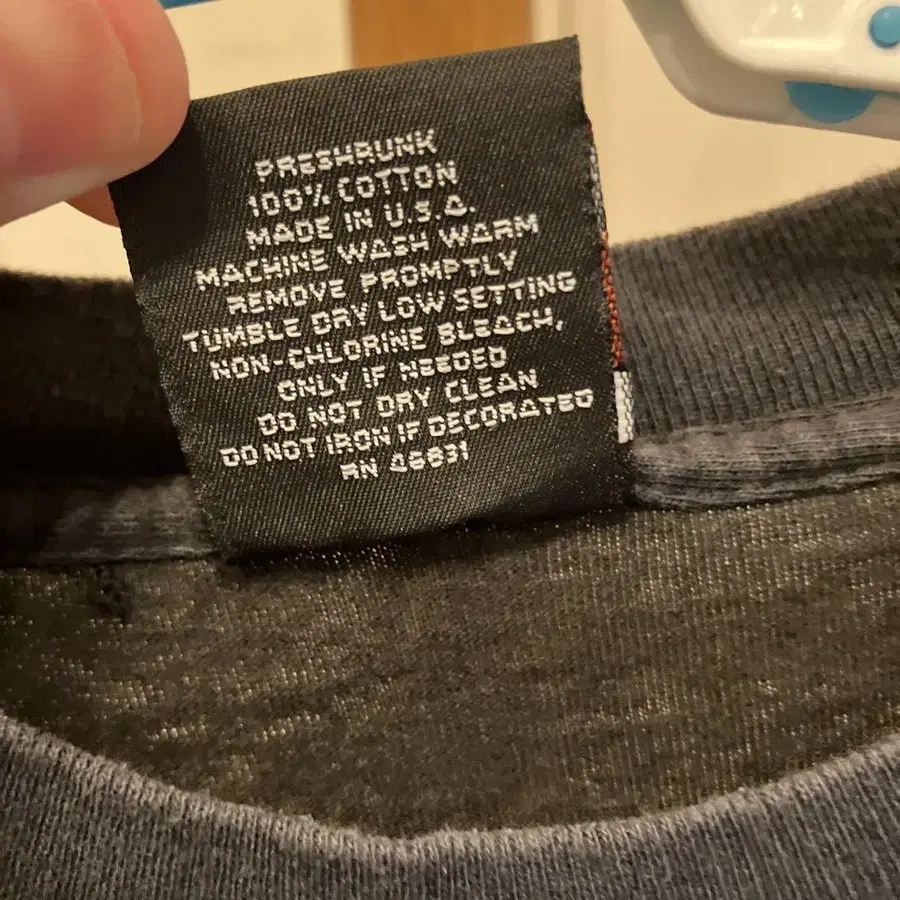 PRESHRUNK
100% COTTON
MADE IN U.S.A.
MACHINE WASH WARM
REMOVE PROMPTLY
TUMBLE DRY LOW SETTING
NON-CHLORINE BLEACH,
ONLY IF NEEDED
DO NOT DRY CLEAN
DO NOT IRON IF DECORATED
RN 46831